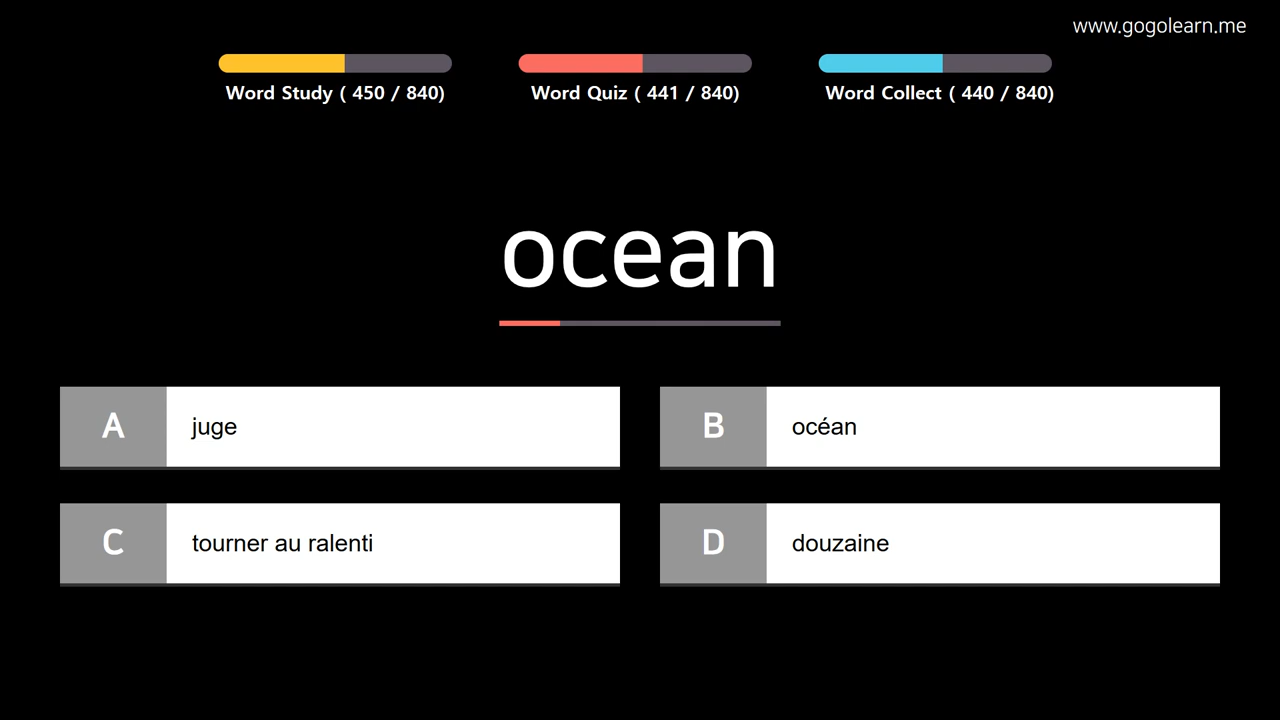 www.gogolearn.me
Word Study ( 450 / 840)
Word Quiz ( 441 / 840)
Word Collect ( 440 / 840)
ocean
A juge
B océan
C tourner au ralenti
D douzaine